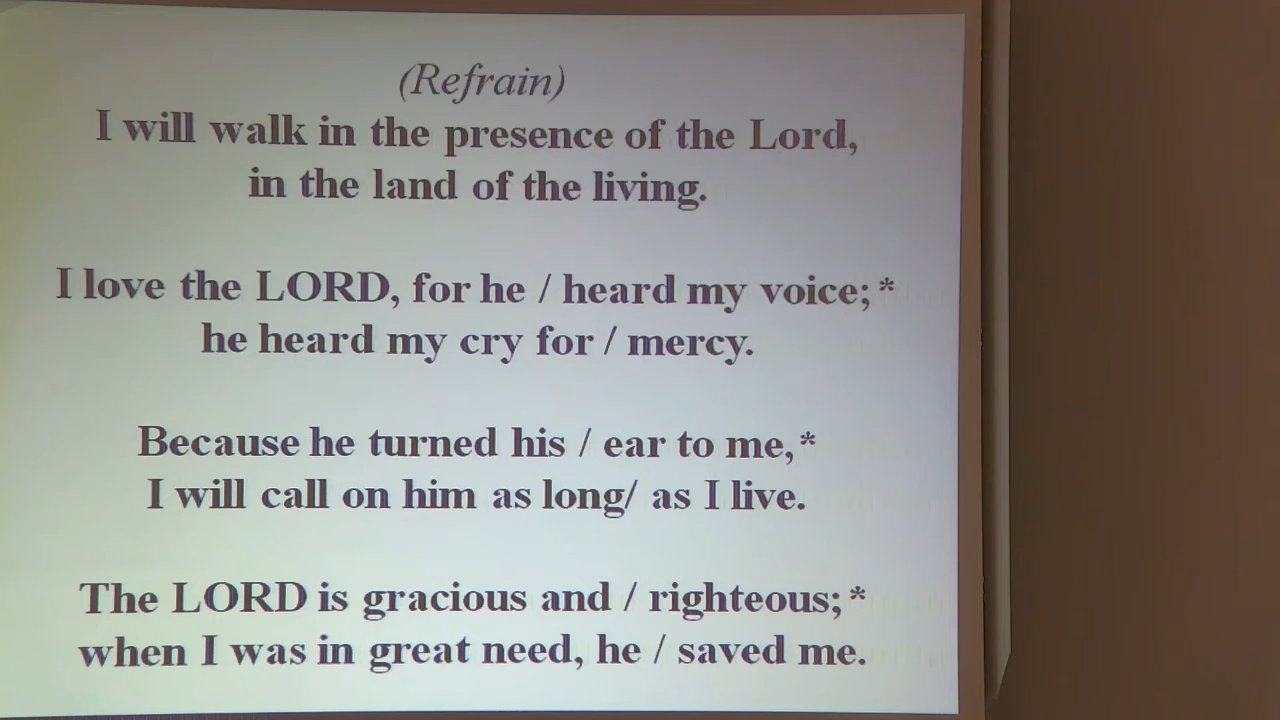 (Refrain)
I will walk in the presence of the Lord,
in the land of the living.
I love the LORD, for he / heard my voice;*
he heard my cry for / mercy.
Because he turned his / ear to me,*
I will call on him as long/ as I live.
The LORD is gracious and / righteous;*
when I was in great need, he / saved me.